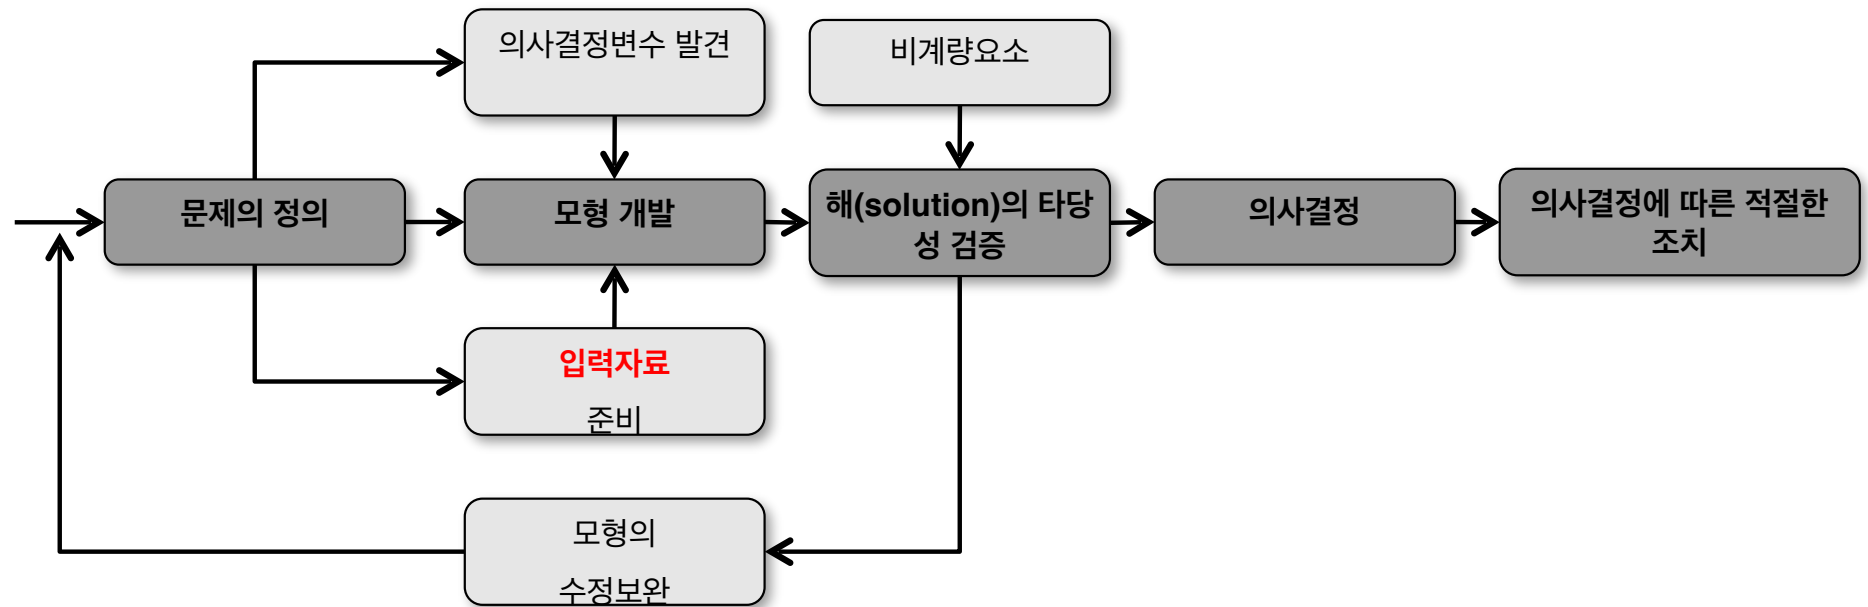 의사결정변수 발견
비계량요소
문제의 정의
모형 개발
해(solution)의 타당
성 검증
의사결정
의사결정에 따른 적절한
조치
입력자료
준비
모형의
수정보완